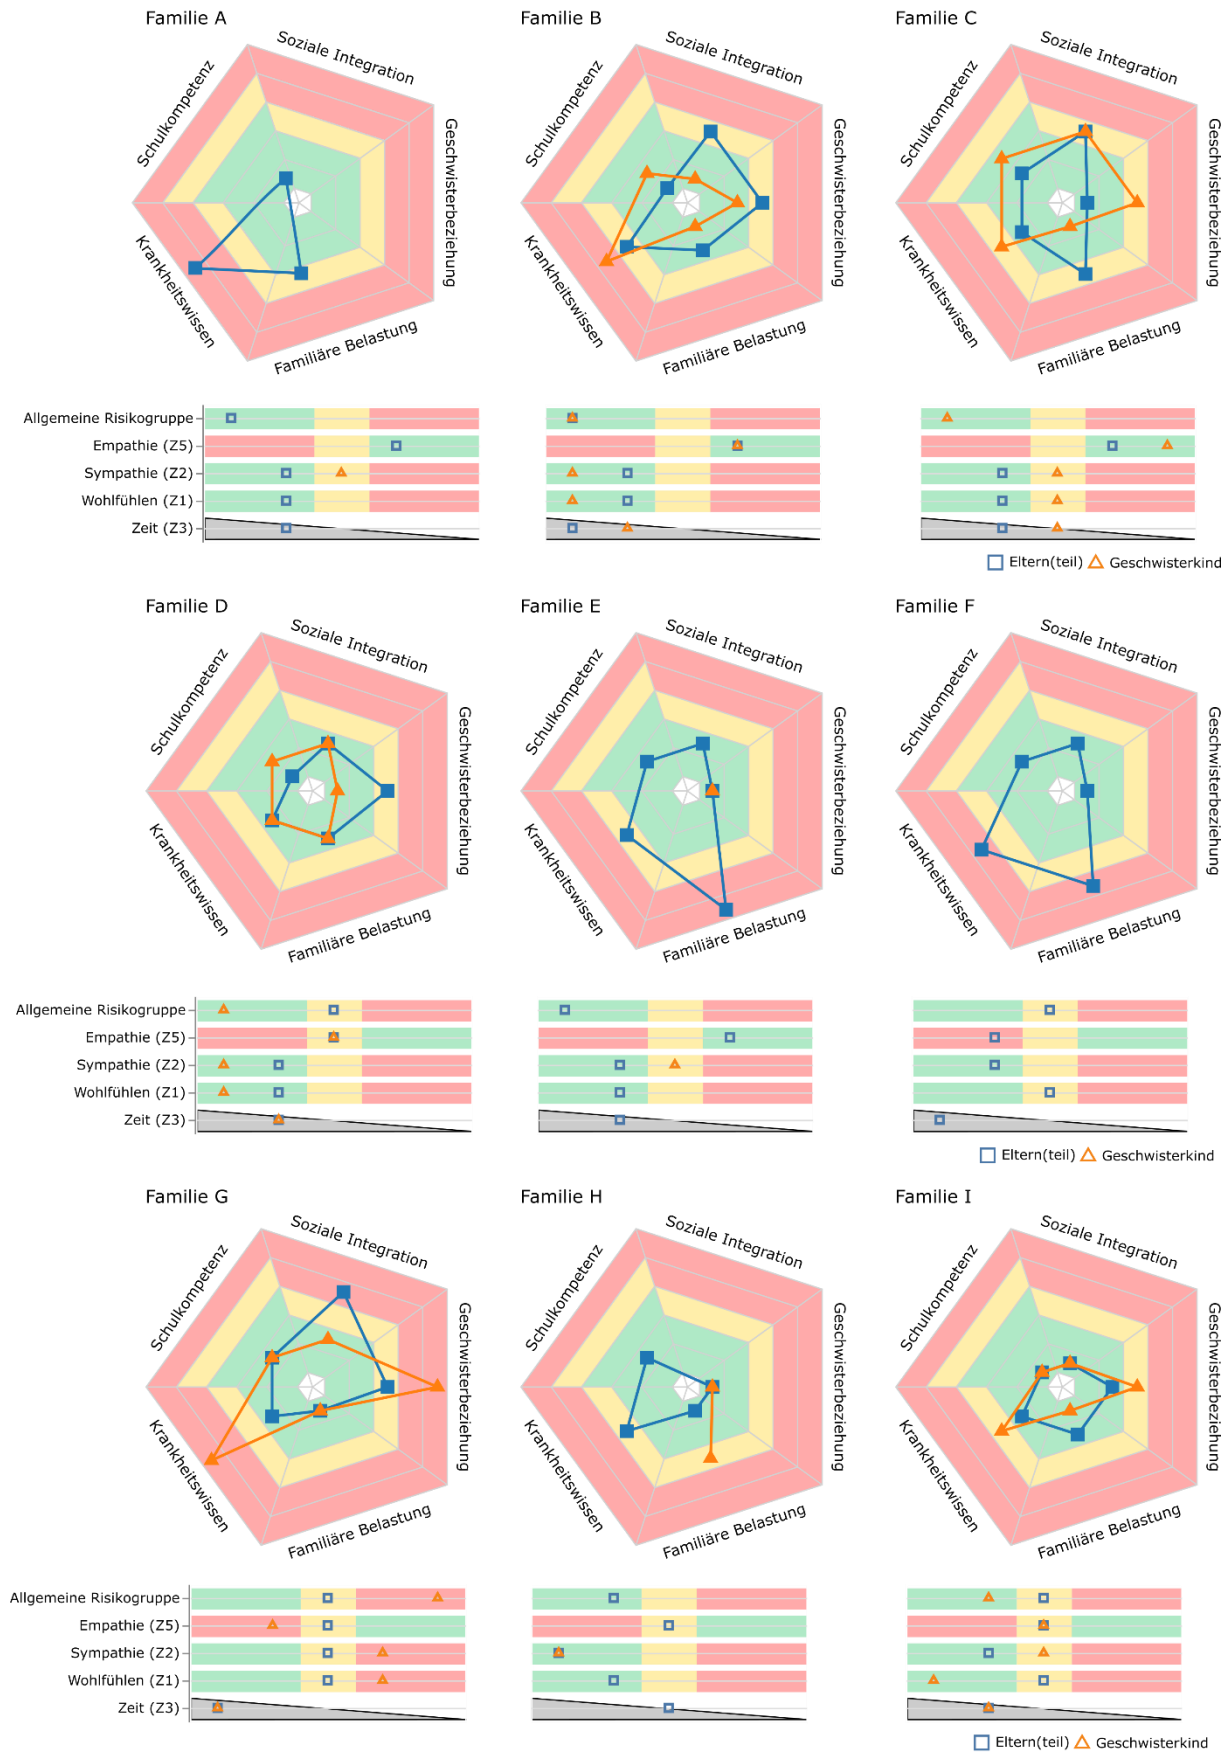 Familie A
Familie B
Familie C
Soziale Integration
Schulkompetenz
Geschwisterbeziehung
Krankheitswissen
Familiäre Belastung
Soziale Integration
Schulkompetenz
Geschwisterbeziehung
Krankheitswissen
Familiäre Belastung
Soziale Integration
Schulkompetenz
Geschwisterbeziehung
Krankheitswissen
Familiäre Belastung
Allgemeine Risikogruppe
Empathie (Z5)
Sympathie (Z2)
Wohlfühlen (Z1)
Zeit (Z3)
Eltern(teil) Geschwisterkind
Familie D
Familie E
Familie F
Soziale Integration
Schulkompetenz
Geschwisterbeziehung
Krankheitswissen
Familiäre Belastung
Soziale Integration
Schulkompetenz
Geschwisterbeziehung
Krankheitswissen
Familiäre Belastung
Soziale Integration
Schulkompetenz
Geschwisterbeziehung
Krankheitswissen
Familiäre Belastung
Allgemeine Risikogruppe
Empathie (Z5)
Sympathie (Z2)
Wohlfühlen (Z1)
Zeit (Z3)
Eltern(teil) Geschwisterkind
Familie G
Familie H
Familie I
Soziale Integration
Schulkompetenz
Geschwisterbeziehung
Krankheitswissen
Familiäre Belastung
Soziale Integration
Schulkompetenz
Geschwisterbeziehung
Krankheitswissen
Familiäre Belastung
Soziale Integration
Schulkompetenz
Geschwisterbeziehung
Krankheitswissen
Familiäre Belastung
Allgemeine Risikogruppe
Empathie (Z5)
Sympathie (Z2)
Wohlfühlen (Z1)
Zeit (Z3)
Eltern(teil) Geschwisterkind